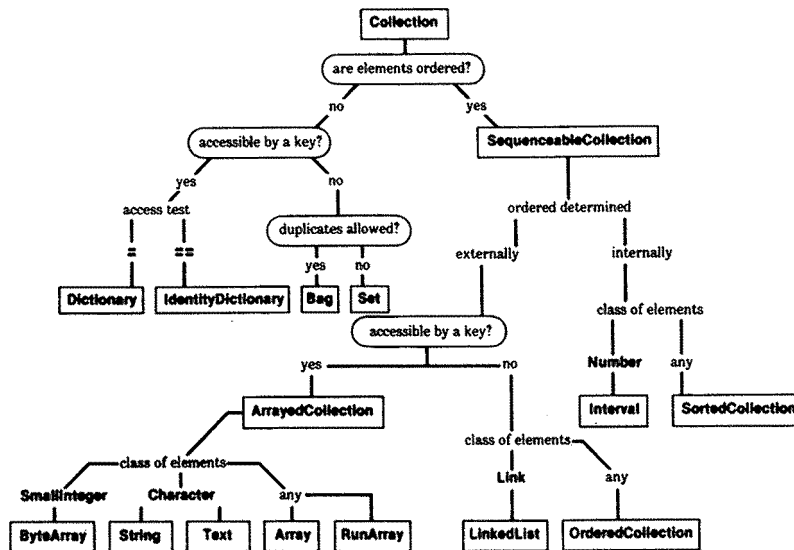 Collection
are elements ordered?
no
yes
accessible by a key?
SequenceableCollection
yes
no
access test
ordered determined
duplicates allowed?
=
==
yes
no
externally
internally
Dictionary
IdentityDictionary
Bag
Set
class of elements
accessible by a key?
yes
no
Number
any
ArrayedCollection
Interval
SortedCollection
class of elements
class of elements
SmallInteger
Character
any
Link
any
ByteArray
String
Text
Array
RunArray
LinkedList
OrderedCollection